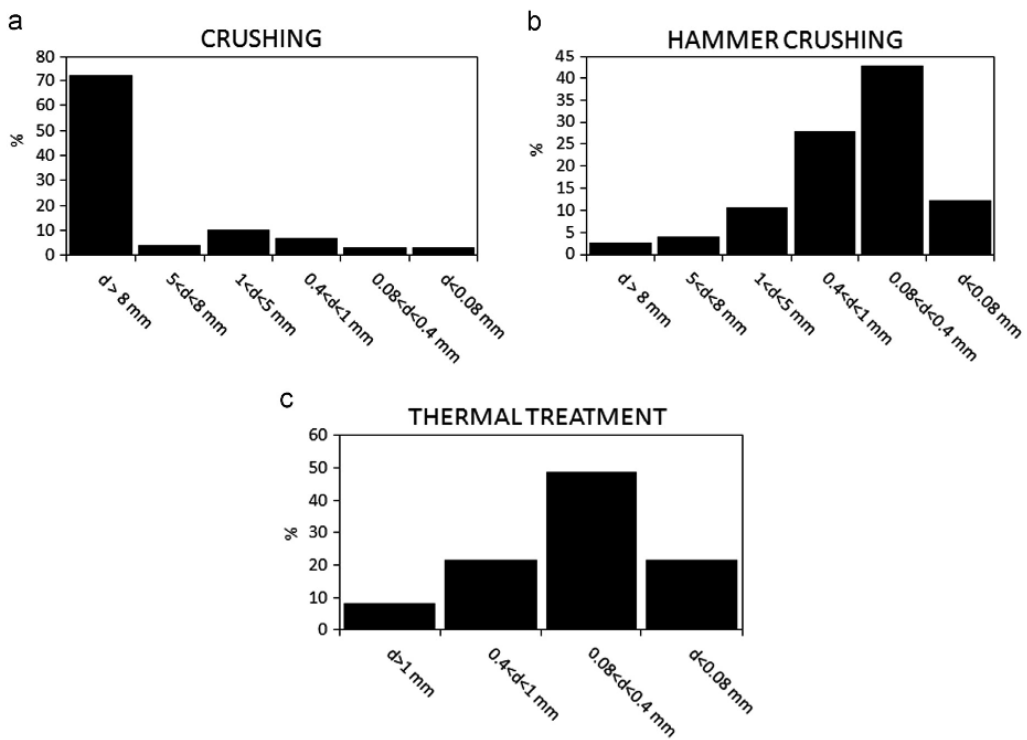 a
CRUSHING
80
70
60
50
40
30
20
10
0
%
d > 8 mm
5<d<8 mm
1<d<5 mm
0.4<d<1 mm
0.08<d<0.4 mm
d<0.08 mm
b
HAMMER CRUSHING
45
40
35
30
25
20
15
10
5
0
%
d > 8 mm
5<d<8 mm
1<d<5 mm
0.4<d<1 mm
0.08<d<0.4 mm
d<0.08 mm
c
THERMAL TREATMENT
60
50
40
30
20
10
0
%
d>1 mm
0.4<d<1 mm
0.08<d<0.4 mm
d<0.08 mm